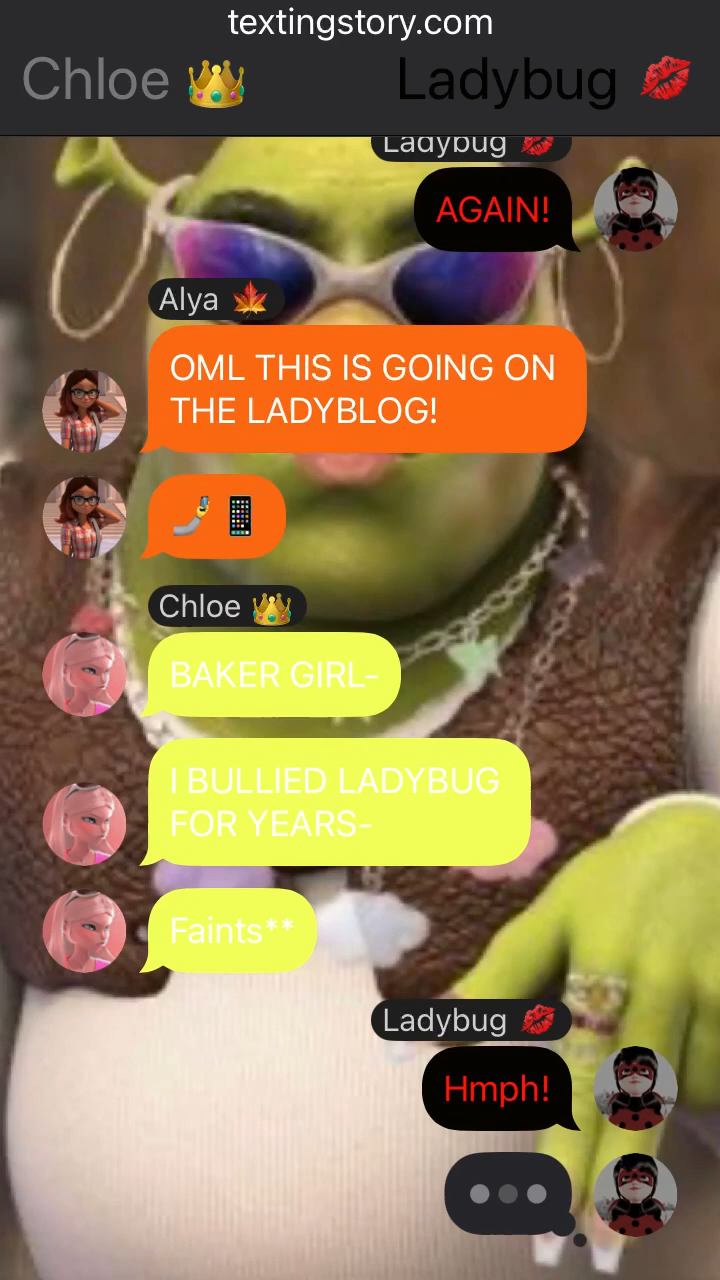 textingstory.com
Chloe 👑 Ladybug 💋
Ladybug 💋
AGAIN!
Alya 🍁
OML THIS IS GOING ON
THE LADYBLOG!
🤳📱
Chloe 👑
BAKER GIRL-
I BULLIED LADYBUG
FOR YEARS-
Faints**
Ladybug 💋
Hmph!